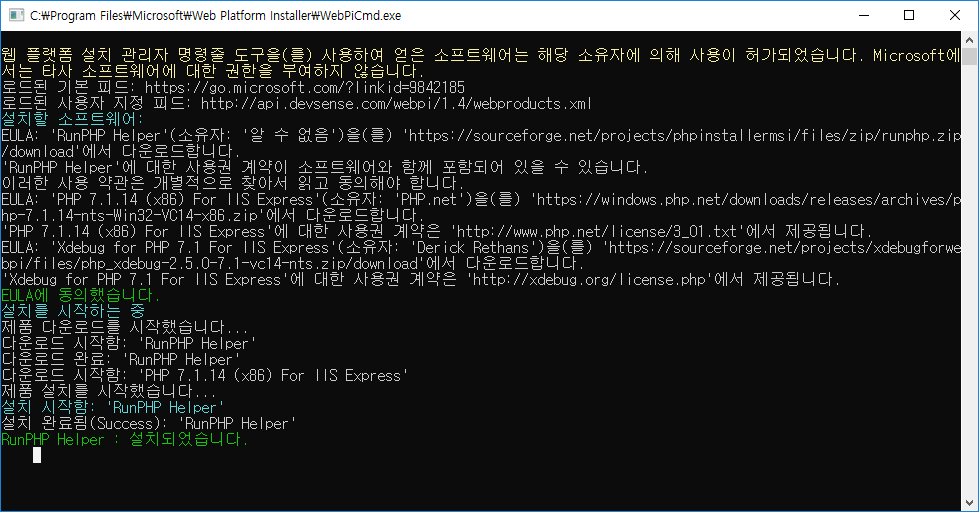 C:\Program Files\Microsoft\Web Platform Installer\WebPiCmd.exe
웹 플랫폼 설치 관리자 명령줄 도구을(를) 사용하여 얻은 소프트웨어는 해당 소유자에 의해 사용이 허가되었습니다. Microsoft에
서는 타사 소프트웨어에 대한 권한을 부여하지 않습니다.
로드된 기본 피드: https://go.microsoft.com/?linkid=9842185
로드된 사용자 지정 피드: http://api.devsense.com/webpi/1.4/webproducts.xml
설치할 소프트웨어:
EULA: 'RunPHP Helper'(소유자: '알 수 없음')을(를) 'https://sourceforge.net/projects/phpinstallermsi/files/zip/runphp.zip
/download'에서 다운로드합니다.
'RunPHP Helper'에 대한 사용권 계약이 소프트웨어와 함께 포함되어 있을 수 있습니다.
이러한 사용 약관은 개별적으로 찾아서 읽고 동의해야 합니다.
EULA: 'PHP 7.1.14 (x86) For IIS Express'(소유자: 'PHP.net')을(를) 'https://windows.php.net/downloads/releases/archives/p
hp-7.1.14-nts-Win32-VC14-x86.zip'에서 다운로드합니다.
'PHP 7.1.14 (x86) For IIS Express'에 대한 사용권 계약은 'http://www.php.net/license/3_01.txt'에서 제공됩니다.
EULA: 'Xdebug for PHP 7.1 For IIS Express'(소유자: 'Derick Rethans')을(를) 'https://sourceforge.net/projects/xdebugforwe
bpi/files/php_xdebug-2.5.0-7.1-vc14-nts.zip/download'에서 다운로드합니다.
'Xdebug for PHP 7.1 For IIS Express'에 대한 사용권 계약은 'http://xdebug.org/license.php'에서 제공됩니다.
EULA에 동의했습니다.
설치를 시작하는 중
제품 다운로드를 시작했습니다...
다운로드 시작함: 'RunPHP Helper'
다운로드 완료: 'RunPHP Helper'
다운로드 시작함: 'PHP 7.1.14 (x86) For IIS Express'
제품 설치를 시작했습니다...
설치 시작함: 'RunPHP Helper'
설치 완료됨(Success): 'RunPHP Helper'
RunPHP Helper : 설치되었습니다.